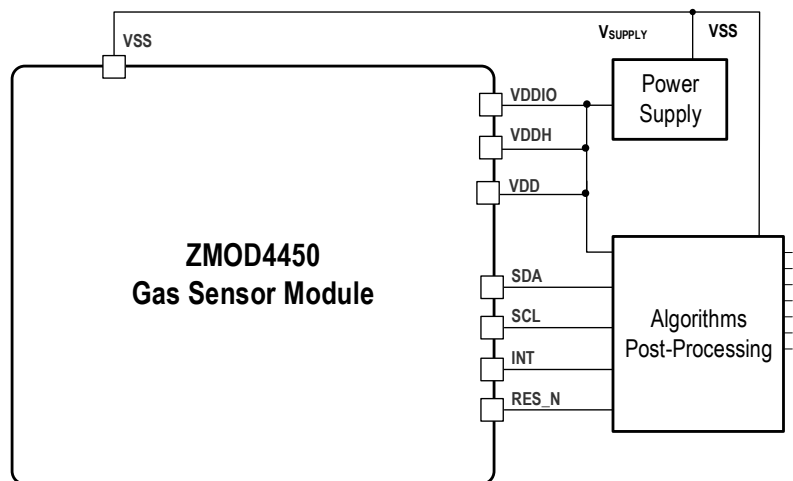 VSS
VSUPPLY
VSS
Power
Supply
VDDIO
VDDH
VDD
ZMOD4450
Gas Sensor Module
SDA
SCL
INT
RES_N
Algorithms
Post-Processing